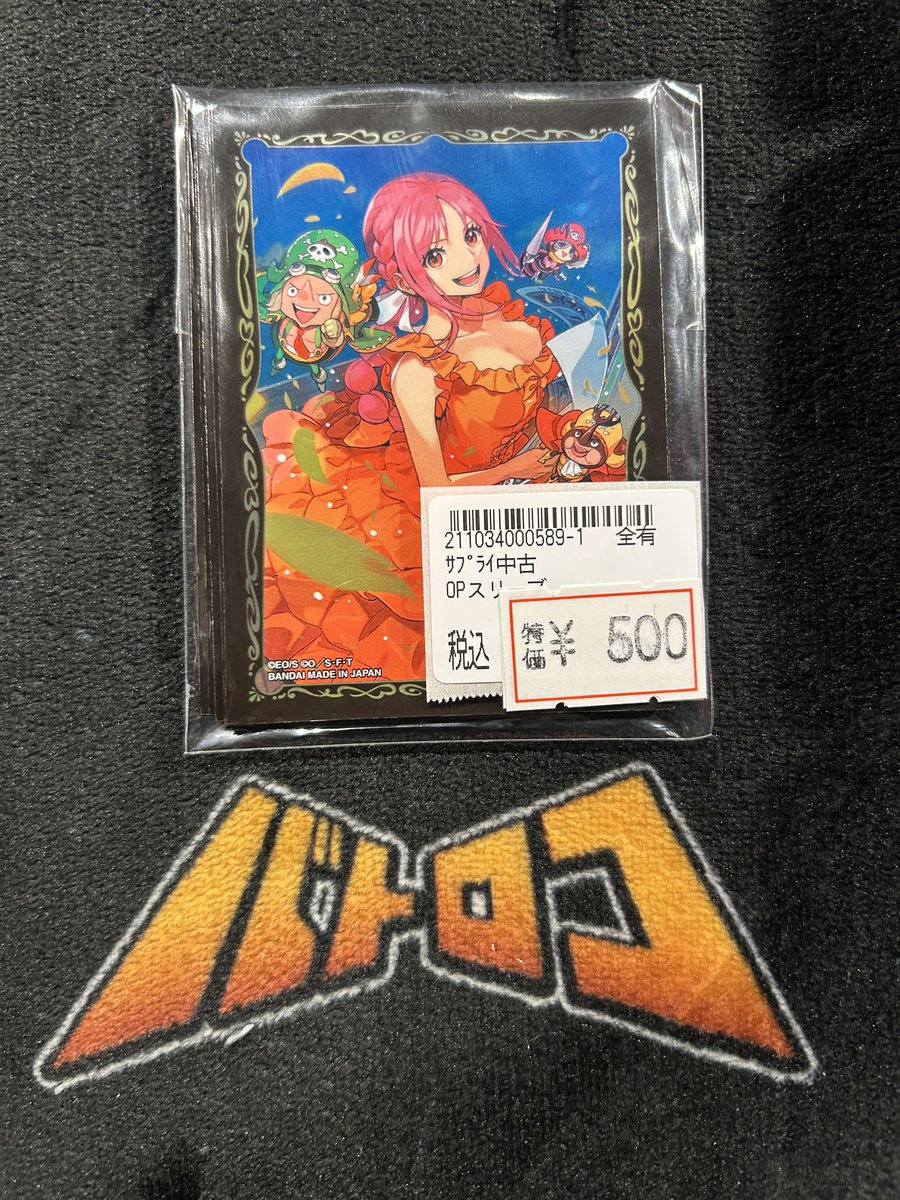 211034000589-1 全有
ｻﾌﾟﾗｲ中古
OPスリーブ
税込
特価 ¥ 500
©EO/S ©O／S・F・T
BANDAI MADE IN JAPAN
バトロコ